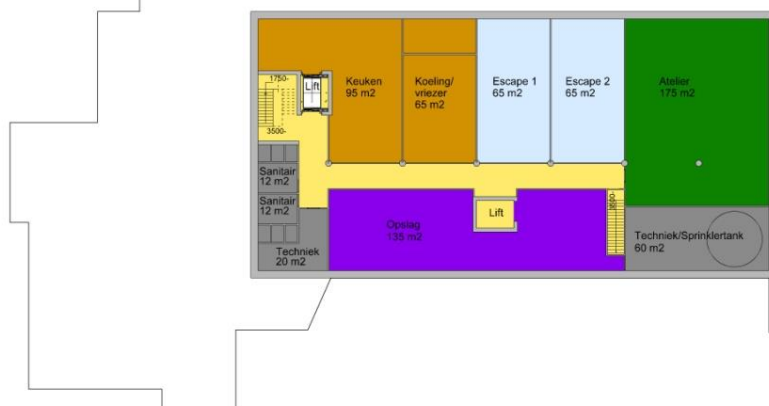 1750-
Lift
3500-
Keuken
95 m2
Koeling/
vriezer
65 m2
Escape 1
65 m2
Escape 2
65 m2
Atelier
175 m2
Sanitair
12 m2
Sanitair
12 m2
Techniek
20 m2
Opslag
135 m2
Lift
3500-
Techniek/Sprinklertank
60 m2